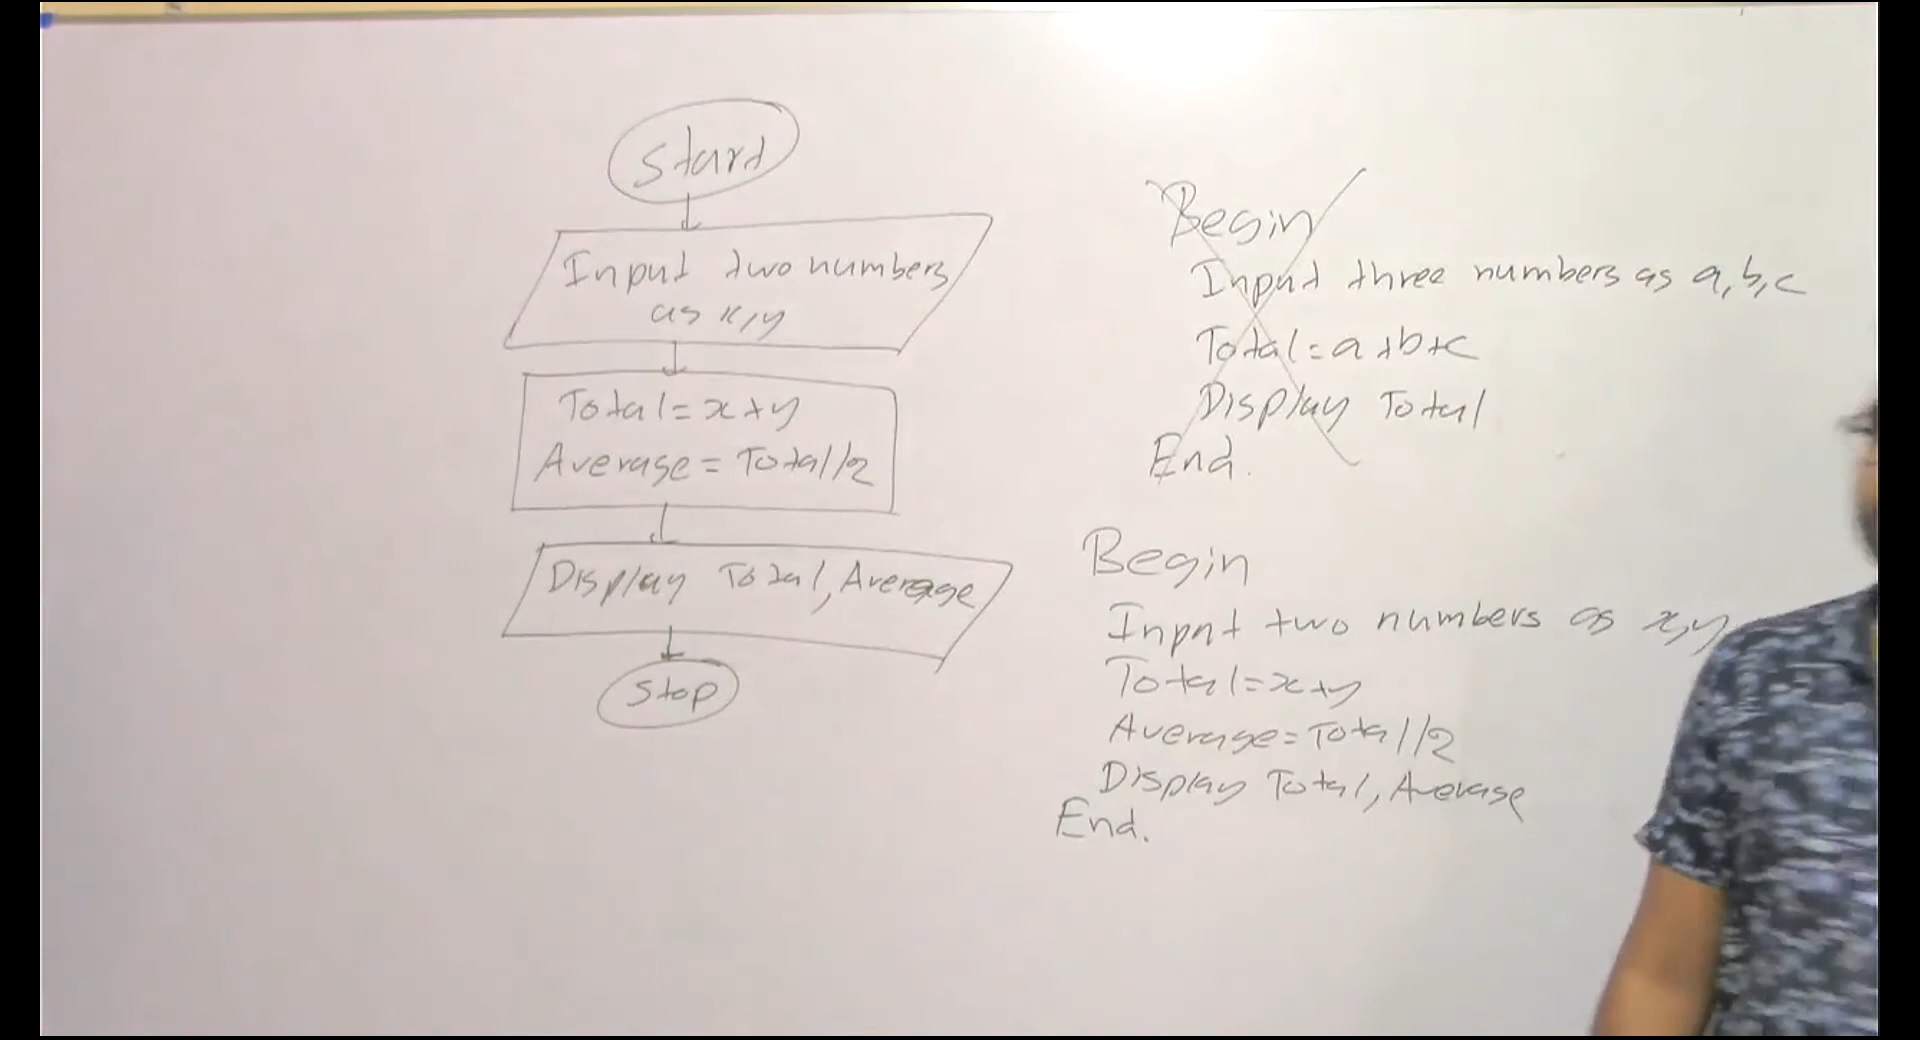 Start
Input two numbers
as x,y
Total=x+y
Average=Total/2
Display Total, Average
Stop
Begin
Input three numbers as a,b,c
Total=a+b+c
Display Total
End.
Begin
Input two numbers as x,y
Total=x+y
Average=Total/2
Display Total, Average
End.